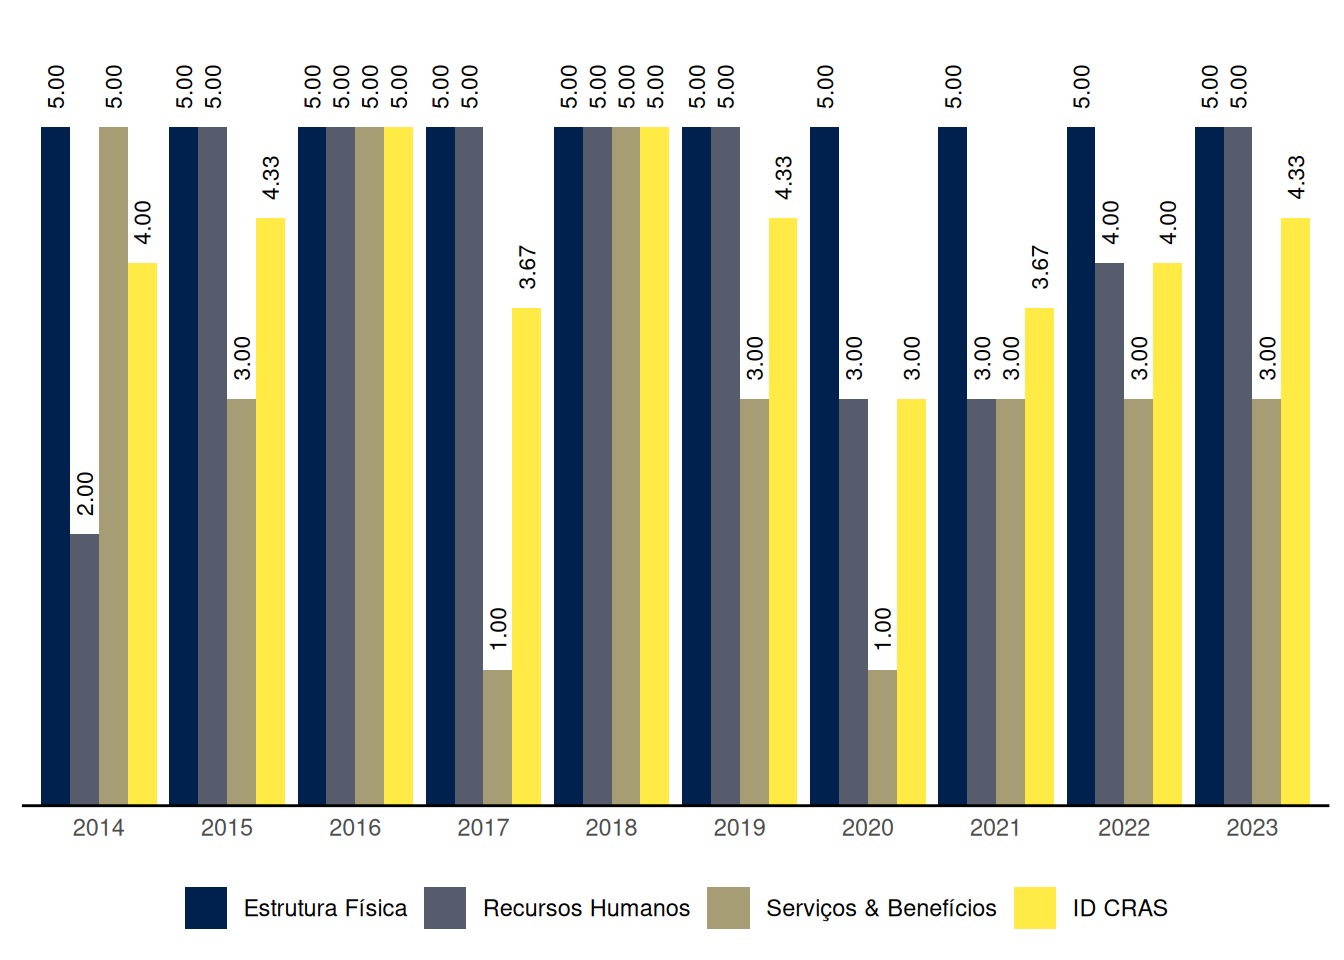 5.00 2.00 5.00 4.00
5.00 5.00 3.00 4.33
5.00 5.00 5.00 5.00
5.00 5.00 1.00 3.67
5.00 5.00 5.00 5.00
5.00 5.00 3.00 4.33
5.00 3.00 1.00 3.00
5.00 3.00 3.00 3.67
5.00 4.00 3.00 4.00
5.00 5.00 3.00 4.33
2014 2015 2016 2017 2018 2019 2020 2021 2022 2023
Estrutura Física Recursos Humanos Serviços & Benefícios ID CRAS